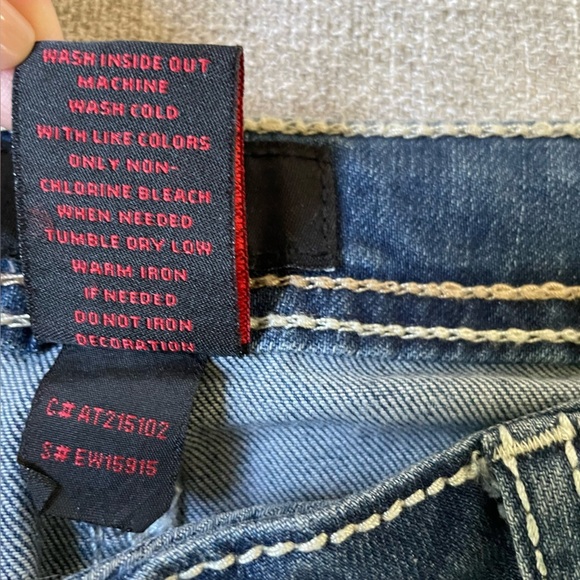 WASH INSIDE OUT
MACHINE
WASH COLD
WITH LIKE COLORS
ONLY NON-
CHLORINE BLEACH
WHEN NEEDED
TUMBLE DRY LOW
WARM IRON
IF NEEDED
DO NOT IRON
DECORATION
C# ATZ15102
S# EW15915